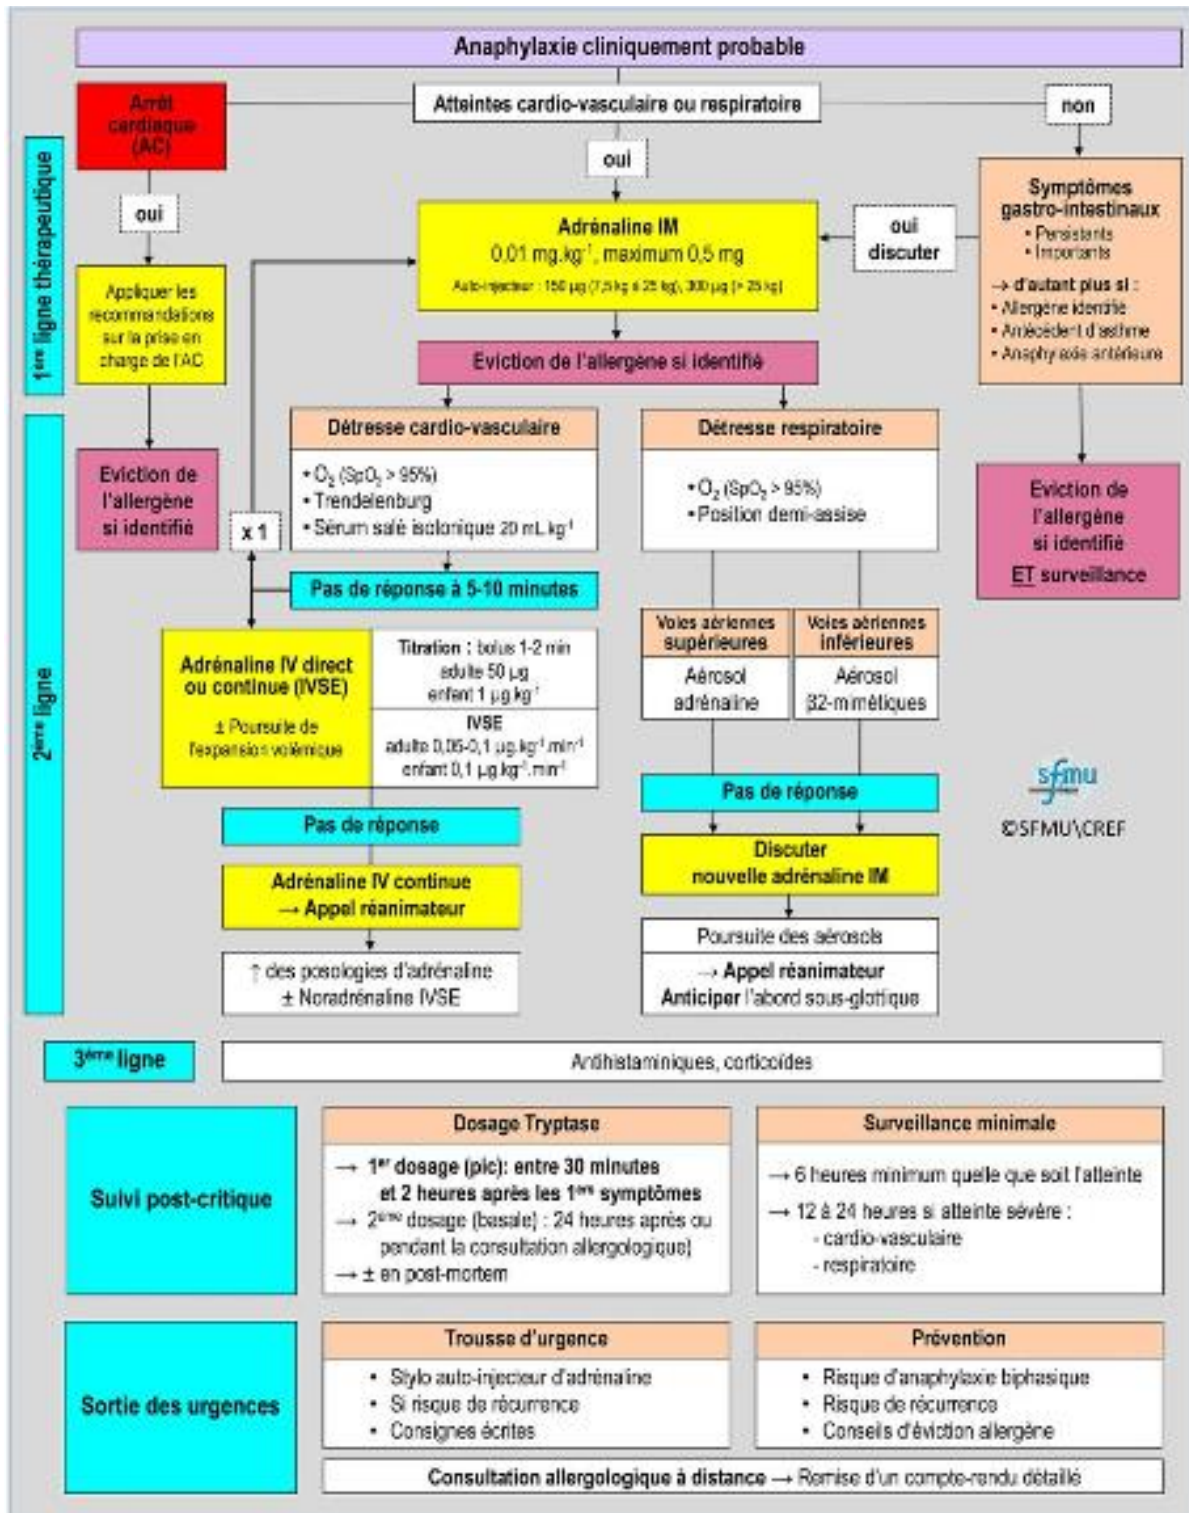 Anaphylaxie cliniquement probable
Arrêt
cardiaque
(AC)
Atteintes cardio-vasculaire ou respiratoire
non
oui
oui
1ère ligne thérapeutique
Adrénaline IM
0,01 mg.kg-1, maximum 0,5 mg
Auto-injecteur : 150 µg (7,5 kg à 25 kg), 300 µg (> 25 kg)
oui
discuter
Symptômes
gastro-intestinaux
• Persistants
• Importants
→ d'autant plus si :
• Allergène identifié
• Antécédent d'asthme
• Anaphylaxie antérieure
Appliquer les
recommandations
sur la prise en
charge de l'AC
Eviction de l'allergène si identifié
2ème ligne
Eviction de
l'allergène
si identifié
x 1
Détresse cardio-vasculaire
• O2 (SpO2 > 95%)
• Trendelenburg
• Sérum salé isotonique 20 mL.kg-1
Détresse respiratoire
• O2 (SpO2 > 95%)
• Position demi-assise
Eviction de
l'allergène
si identifié
ET surveillance
Pas de réponse à 5-10 minutes
Adrénaline IV direct
ou continue (IVSE)
± Poursuite de
l'expansion volémique
Titration : bolus 1-2 min
adulte 50 µg
enfant 1 µg.kg-1
IVSE
adulte 0,05-0,1 µg.kg-1.min-1
enfant 0,1 µg.kg-1.min-1
Voies aériennes
supérieures
Aérosol
adrénaline
Voies aériennes
inférieures
Aérosol
β2-mimétiques
Pas de réponse
Pas de réponse
sfmu
©SFMU\CREF
Adrénaline IV continue
→ Appel réanimateur
Discuter
nouvelle adrénaline IM
↑ des posologies d'adrénaline
± Noradrénaline IVSE
Poursuite des aérosols
→ Appel réanimateur
Anticiper l'abord sous-glottique
3ème ligne
Antihistaminiques, corticoïdes
Suivi post-critique
Dosage Tryptase
→ 1er dosage (pic): entre 30 minutes
et 2 heures après les 1ers symptômes
→ 2ème dosage (basale) : 24 heures après ou
pendant la consultation allergologique)
→ ± en post-mortem
Surveillance minimale
→ 6 heures minimum quelle que soit l'atteinte
→ 12 à 24 heures si atteinte sévère :
- cardio-vasculaire
- respiratoire
Sortie des urgences
Trousse d'urgence
• Stylo auto-injecteur d'adrénaline
• Si risque de récurrence
• Consignes écrites
Prévention
• Risque d'anaphylaxie biphasique
• Risque de récurrence
• Conseils d'éviction allergène
Consultation allergologique à distance → Remise d'un compte-rendu détaillé